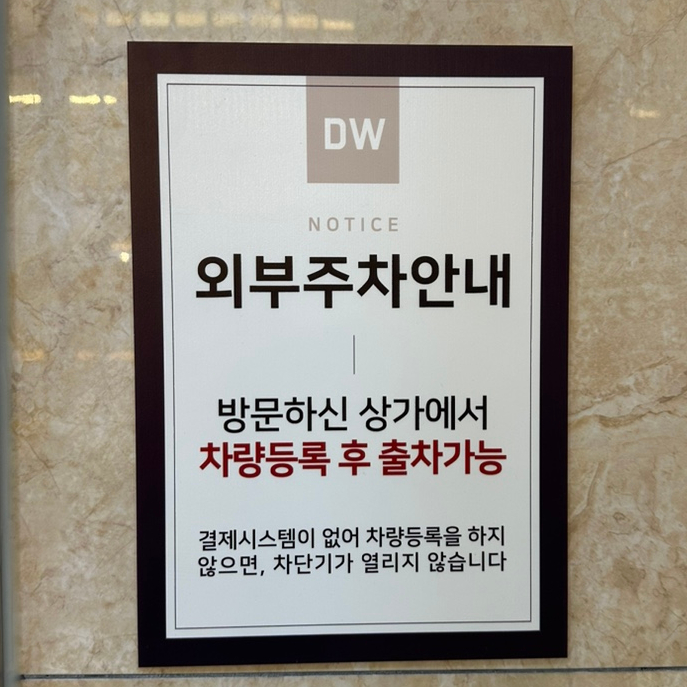 DW
NOTICE
외부주차안내
방문하신 상가에서
차량등록 후 출차가능
결제시스템이 없어 차량등록을 하지
않으면, 차단기가 열리지 않습니다